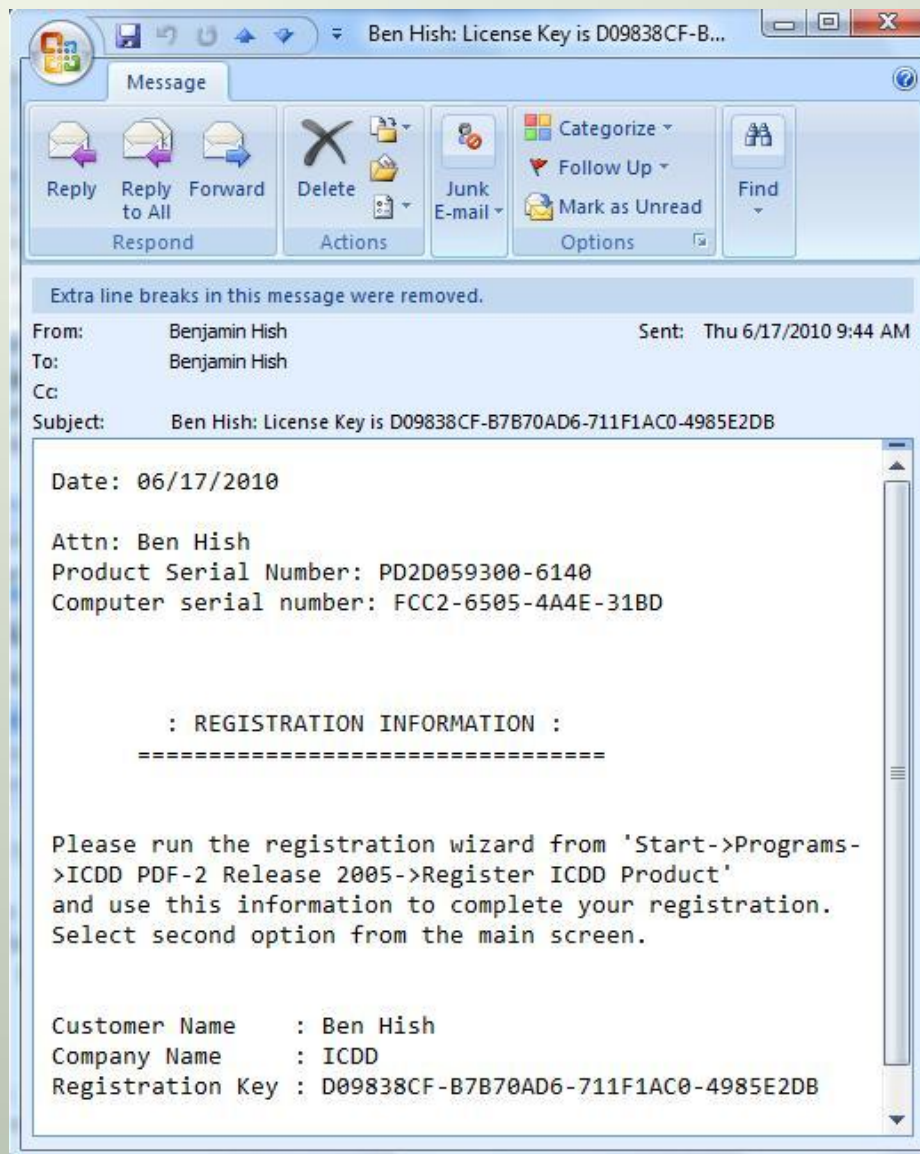 Ben Hish: License Key is D09838CF-B...
Message
Reply
Reply to All
Forward
Delete
Junk E-mail
Categorize
Follow Up
Mark as Unread
Find
Respond
Actions
Options
Extra line breaks in this message were removed.
From: Benjamin Hish Sent: Thu 6/17/2010 9:44 AM
To: Benjamin Hish
Cc:
Subject: Ben Hish: License Key is D09838CF-B7B70AD6-711F1AC0-4985E2DB
Date: 06/17/2010
Attn: Ben Hish
Product Serial Number: PD2D059300-6140
Computer serial number: FCC2-6505-4A4E-31BD
: REGISTRATION INFORMATION :
=================================
Please run the registration wizard from 'Start->Programs-
>ICDD PDF-2 Release 2005->Register ICDD Product'
and use this information to complete your registration.
Select second option from the main screen.
Customer Name : Ben Hish
Company Name : ICDD
Registration Key : D09838CF-B7B70AD6-711F1AC0-4985E2DB